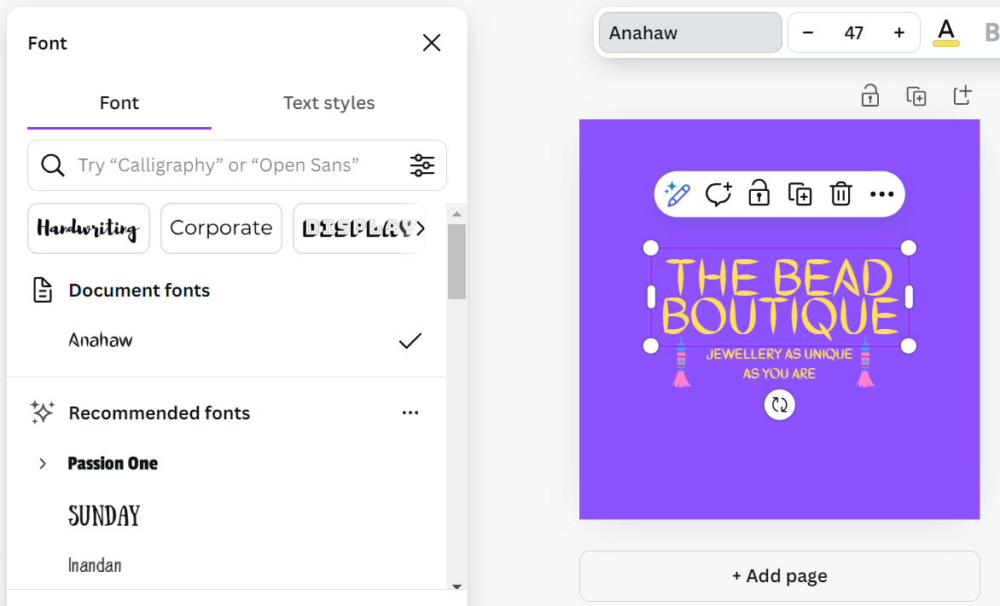 Font
Font
Text styles
Try “Calligraphy” or “Open Sans”
Handwriting
Corporate
DISPLAY
Document fonts
Anahaw
Recommended fonts
Passion One
SUNDAY
Inandan
Anahaw
– 47 +
A
B
THE BEAD
BOUTIQUE
JEWELLERY AS UNIQUE
AS YOU ARE
+ Add page